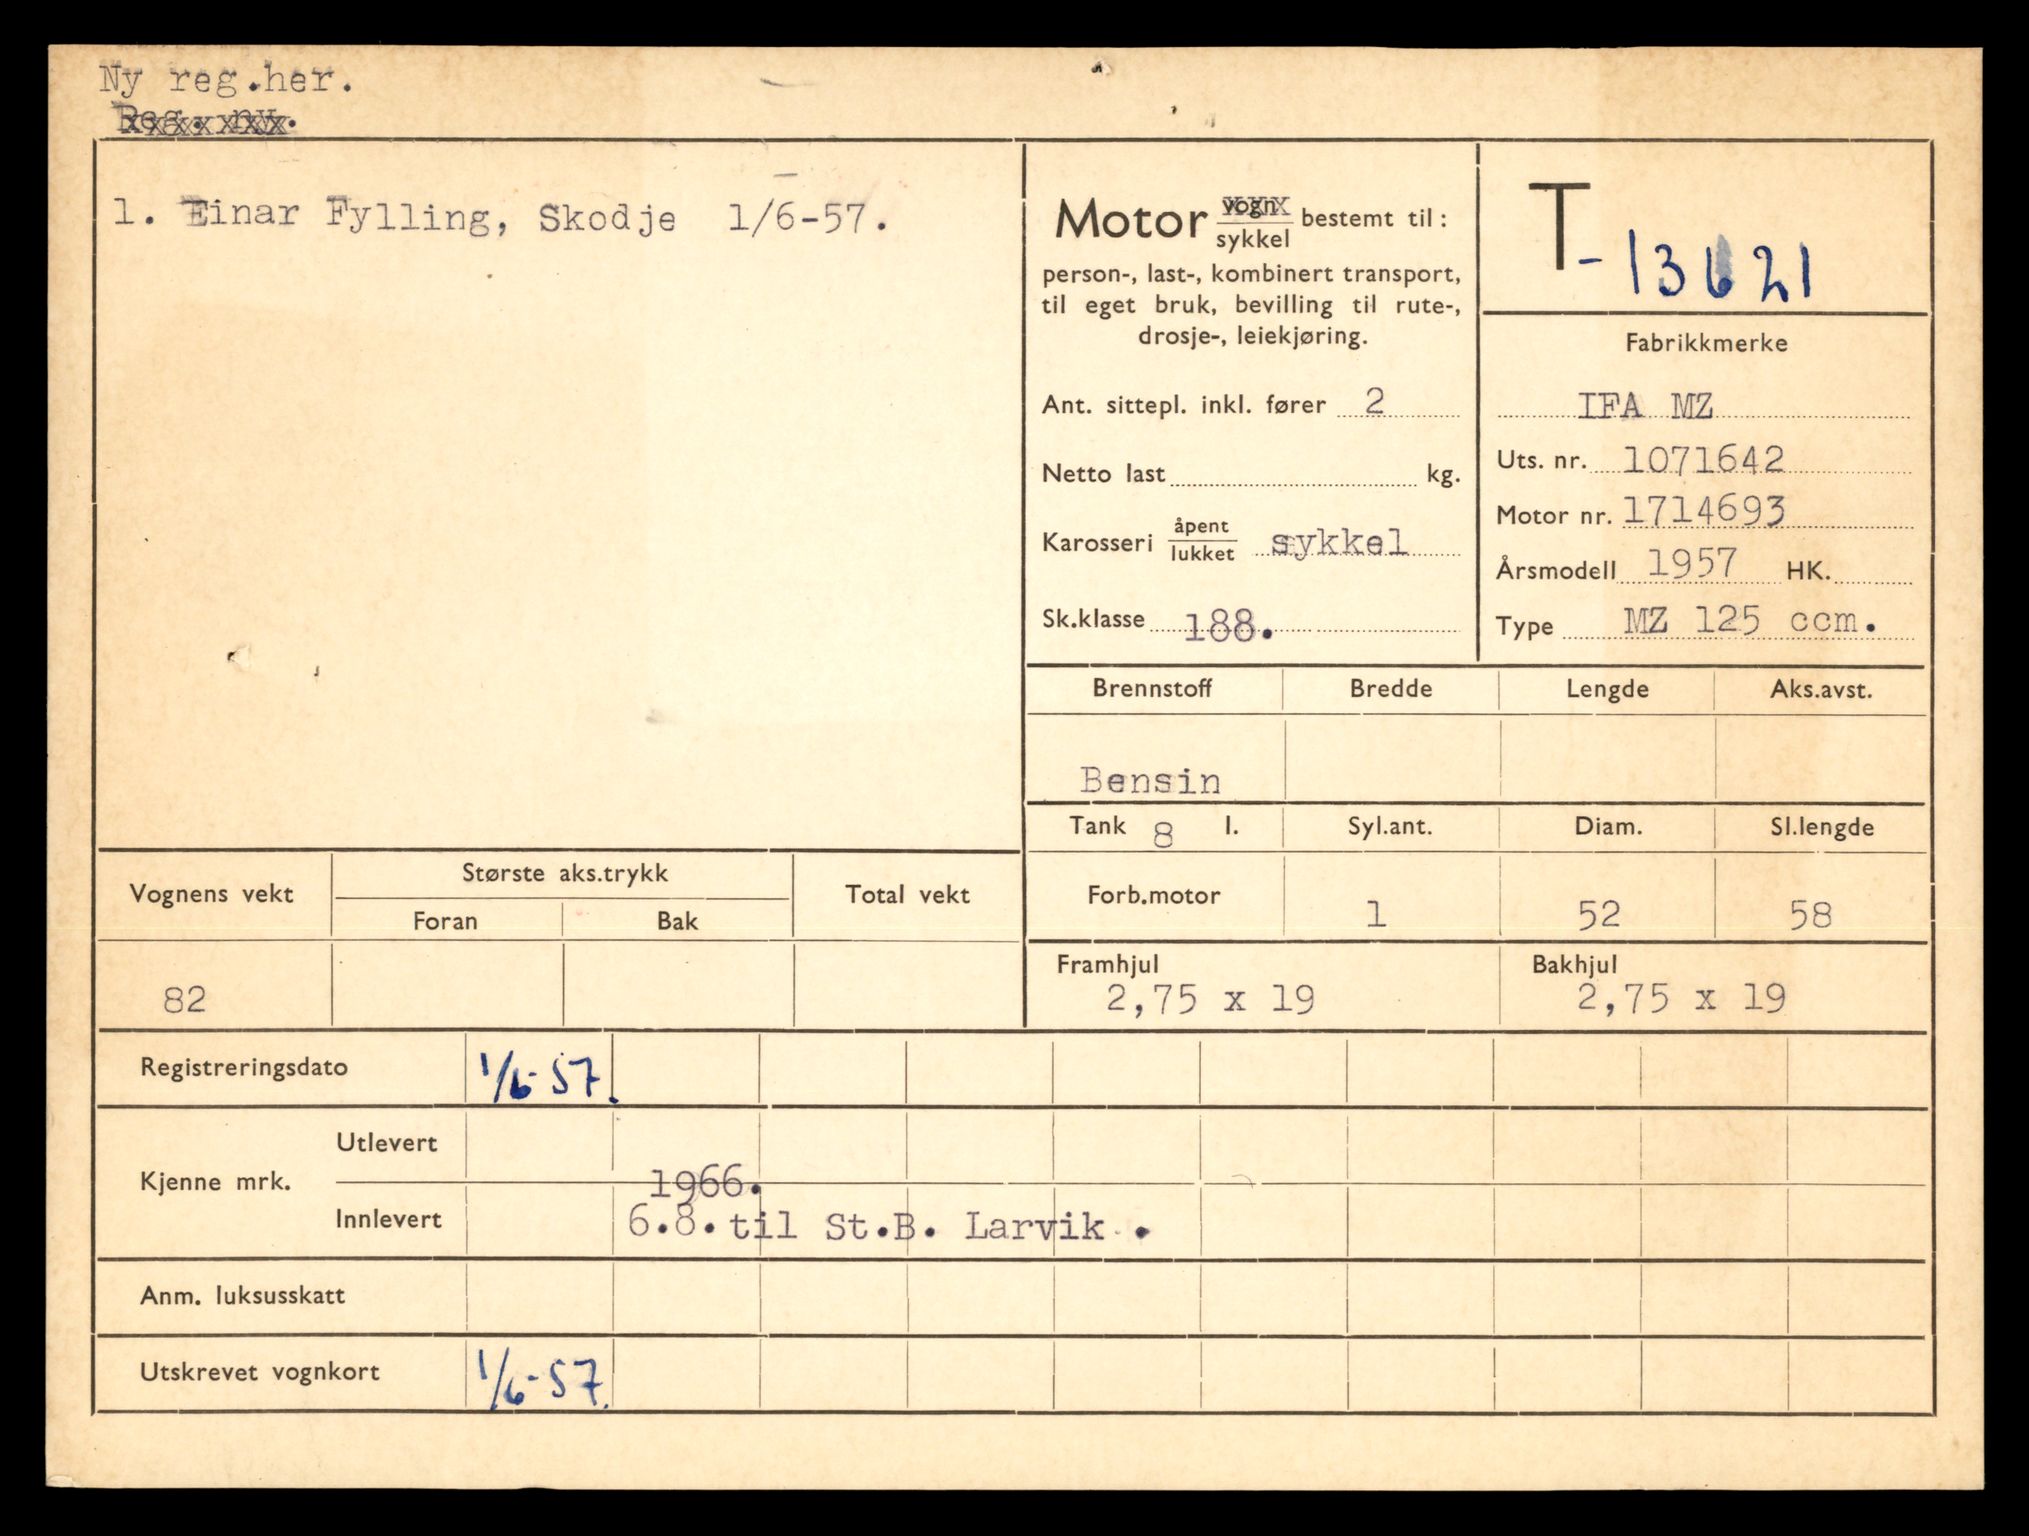 Ny reg.her.
Reg. ny.
1. Einar Fylling, Skodje 1/6-57.
Motor vogn/sykkel bestemt til:
person-, last-, kombinert transport,
til eget bruk, bevilling til rute-,
drosje-, leiekjøring.
Ant. sittepl. inkl. fører 2
Netto last kg.
Karosseri åpent/lukket sykkel
Sk.klasse 188.
T-13621
Fabrikkmerke
IFA MZ
Uts. nr. 1071642
Motor nr. 1714693
Årsmodell 1957 HK.
Type MZ 125 ccm.
Brennstoff Bredde Lengde Aks.avst.
Bensin
Tank 8 l. Syl.ant. Diam. Sl.lengde
Forb.motor 1 52 58
Framhjul Bakhjul
2,75 x 19 2,75 x 19
Vognens vekt Største aks.trykk Total vekt
Foran Bak
82
Registreringsdato 1/6-57.
Kjenne mrk. Utlevert
1966.
Innlevert 6.8. til St.B. Larvik .
Anm. luksusskatt
Utskrevet vognkort 1/6-57.